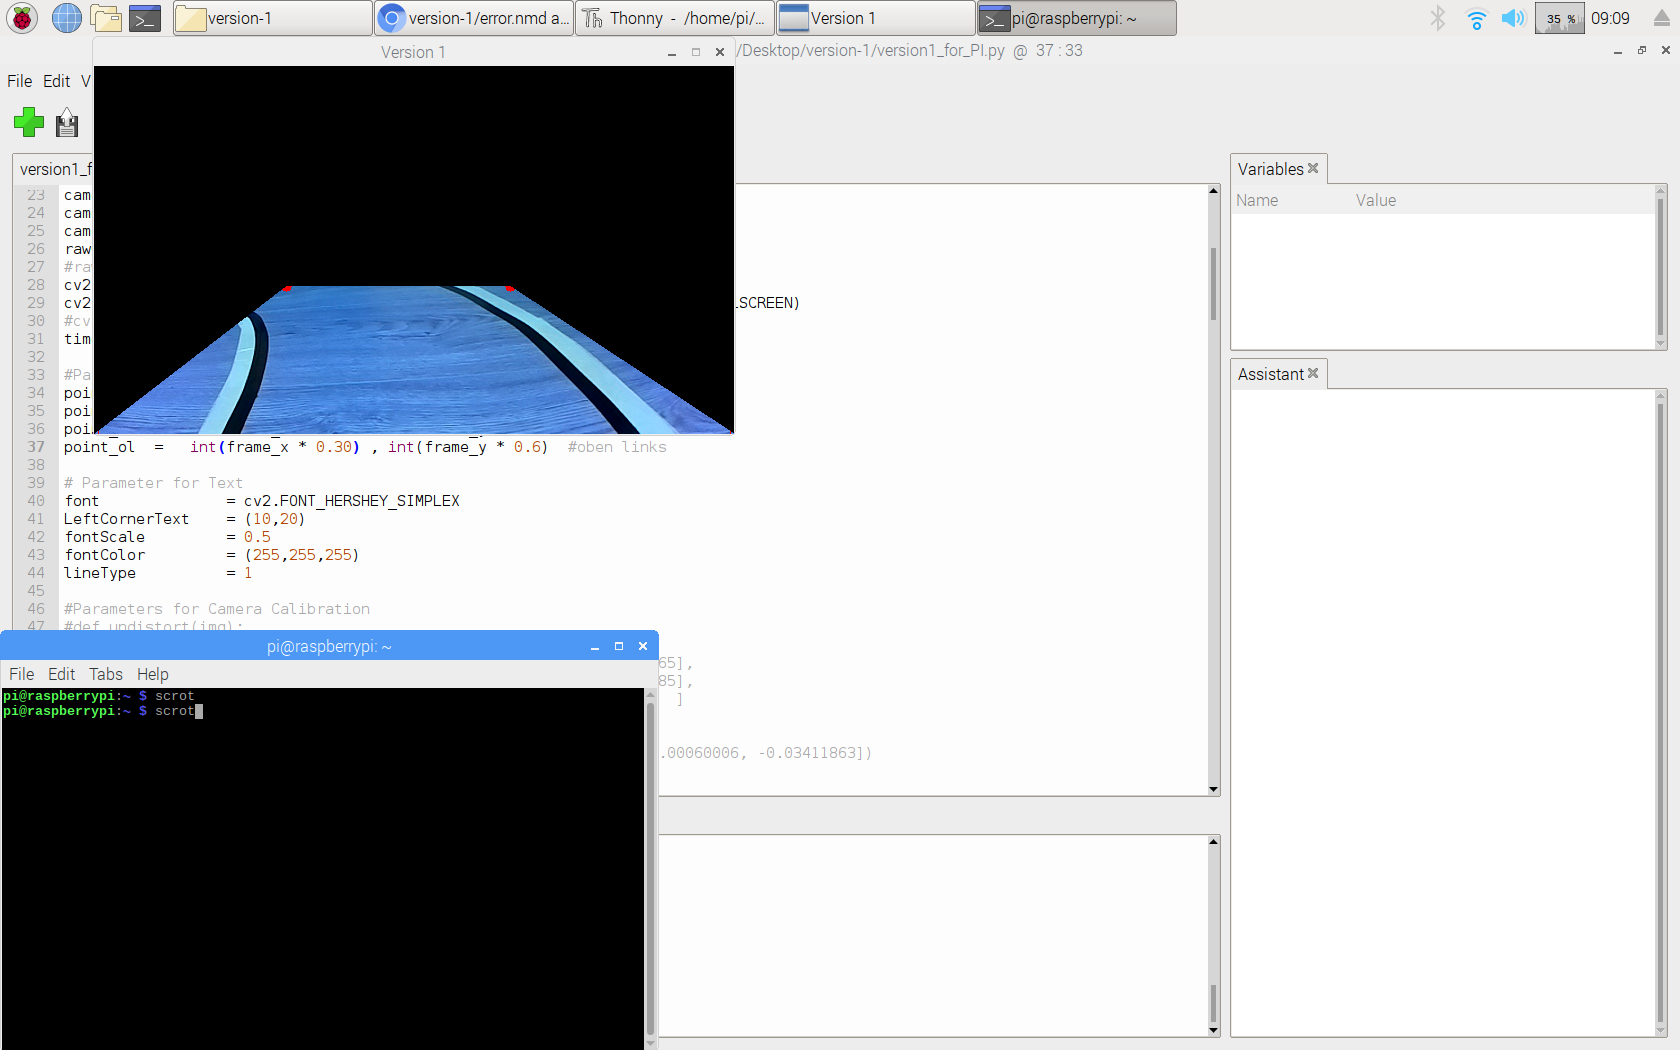 version-1
version-1/error.nmd a...
Thonny - /home/pi/...
Version 1
pi@raspberrypi: ~
35 %
09:09
Version 1
/Desktop/version-1/version1_for_PI.py @ 37 : 33
File Edit V
version1_f
23 cam
24 cam
25 cam
26 raw
27 #ra
28 cv2
29 cv2 LSCREEN)
30 #cv
31 tim
32
33 #Pa
34 poi
35 poi
36 poi
37 point_ol = int(frame_x * 0.30) , int(frame_y * 0.6) #oben links
38
39 # Parameter for Text
40 font = cv2.FONT_HERSHEY_SIMPLEX
41 LeftCornerText = (10,20)
42 fontScale = 0.5
43 fontColor = (255,255,255)
44 lineType = 1
45
46 #Parameters for Camera Calibration
47 #def undistort(img):
65],
85],
]
.00060006, -0.03411863])
Variables
Name Value
Assistant
pi@raspberrypi: ~
File Edit Tabs Help
pi@raspberrypi:~ $ scrot
pi@raspberrypi:~ $ scrot